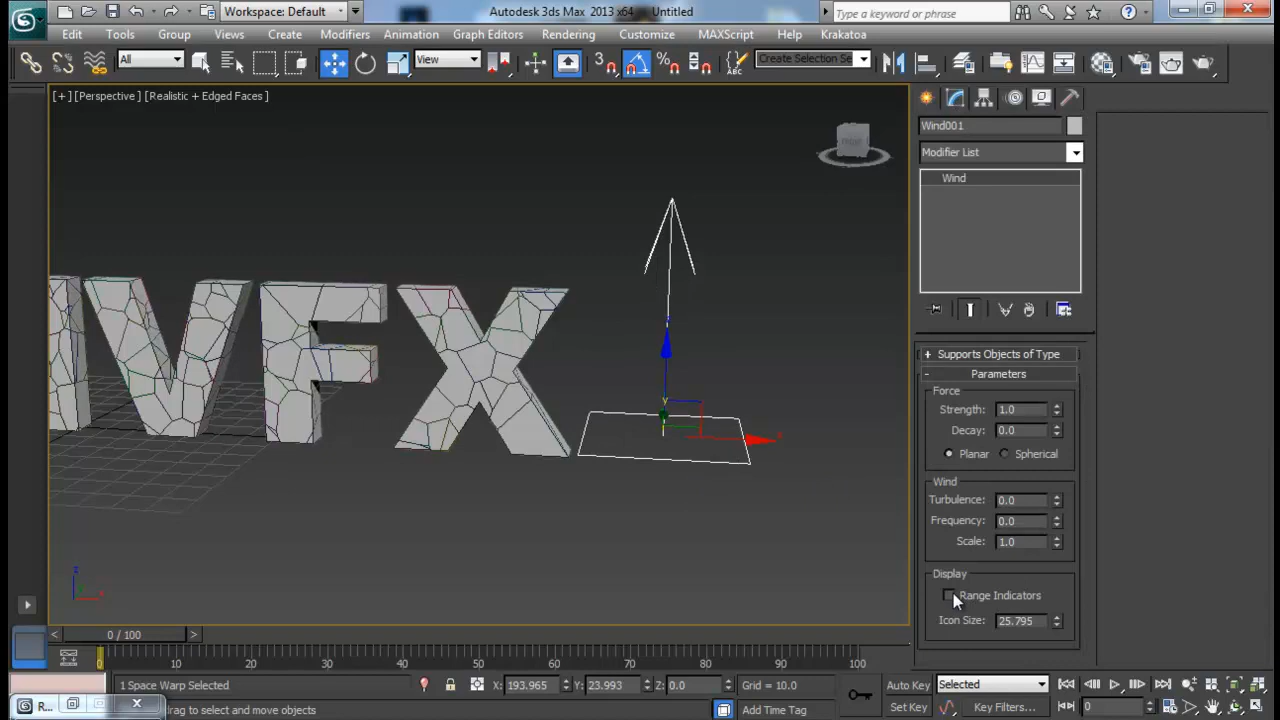 Workspace: Default
Autodesk 3ds Max 2013 x64
Untitled
Type a keyword or phrase
Edit Tools Group Views Create Modifiers Animation Graph Editors Rendering Customize MAXScript Help Krakatoa
All
View
3
Create Selection Se
[ + ] [Perspective ] [Realistic + Edged Faces ]
Wind001
Modifier List
Wind
VFX
+ Supports Objects of Type
- Parameters
Force
Strength: 1.0
Decay: 0.0
Planar Spherical
Wind
Turbulence: 0.0
Frequency: 0.0
Scale: 1.0
Display
Range Indicators
Icon Size: 25.795
z
y
x
z
x
< 0 / 100 >
0 10 20 30 40 50 60 70 80 90 100
1 Space Warp Selected
X: 193.965 Y: 23.993 Z: 0.0
Grid = 10.0
Auto Key
Selected
R...
drag to select and move objects
Add Time Tag
Set Key
Key Filters...
0